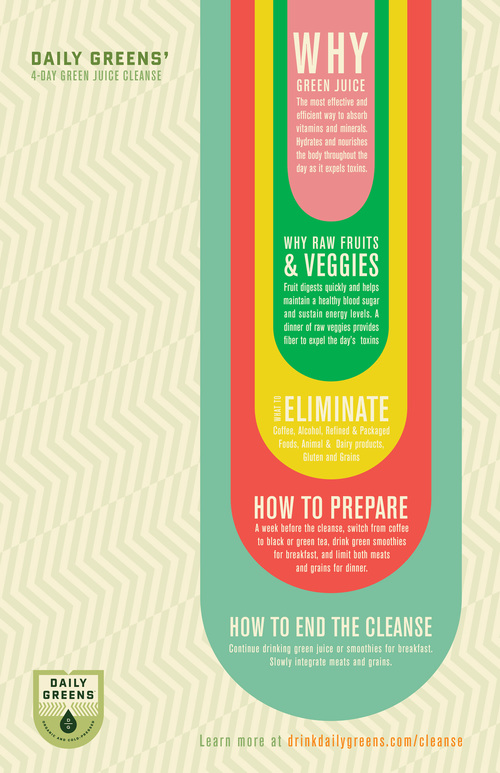 DAILY GREENS’
4-DAY GREEN JUICE CLEANSE
WHY
GREEN JUICE
The most effective and
efficient way to absorb
vitamins and minerals.
Hydrates and nourishes
the body throughout the
day as it expels toxins.
WHY RAW FRUITS
& VEGGIES
Fruit digests quickly and helps
maintain a healthy blood sugar
and sustain energy levels. A
dinner of raw veggies provides
fiber to expel the day's toxins
WHAT TO ELIMINATE
Coffee, Alcohol, Refined & Packaged
Foods, Animal & Dairy products,
Gluten and Grains
HOW TO PREPARE
A week before the cleanse, switch from coffee
to black or green tea, drink green smoothies
for breakfast, and limit both meats
and grains for dinner.
HOW TO END THE CLEANSE
Continue drinking green juice or smoothies for breakfast.
Slowly integrate meats and grains.
DAILY
GREENS
ORGANIC AND COLD-PRESSED
Learn more at drinkdailygreens.com/cleanse